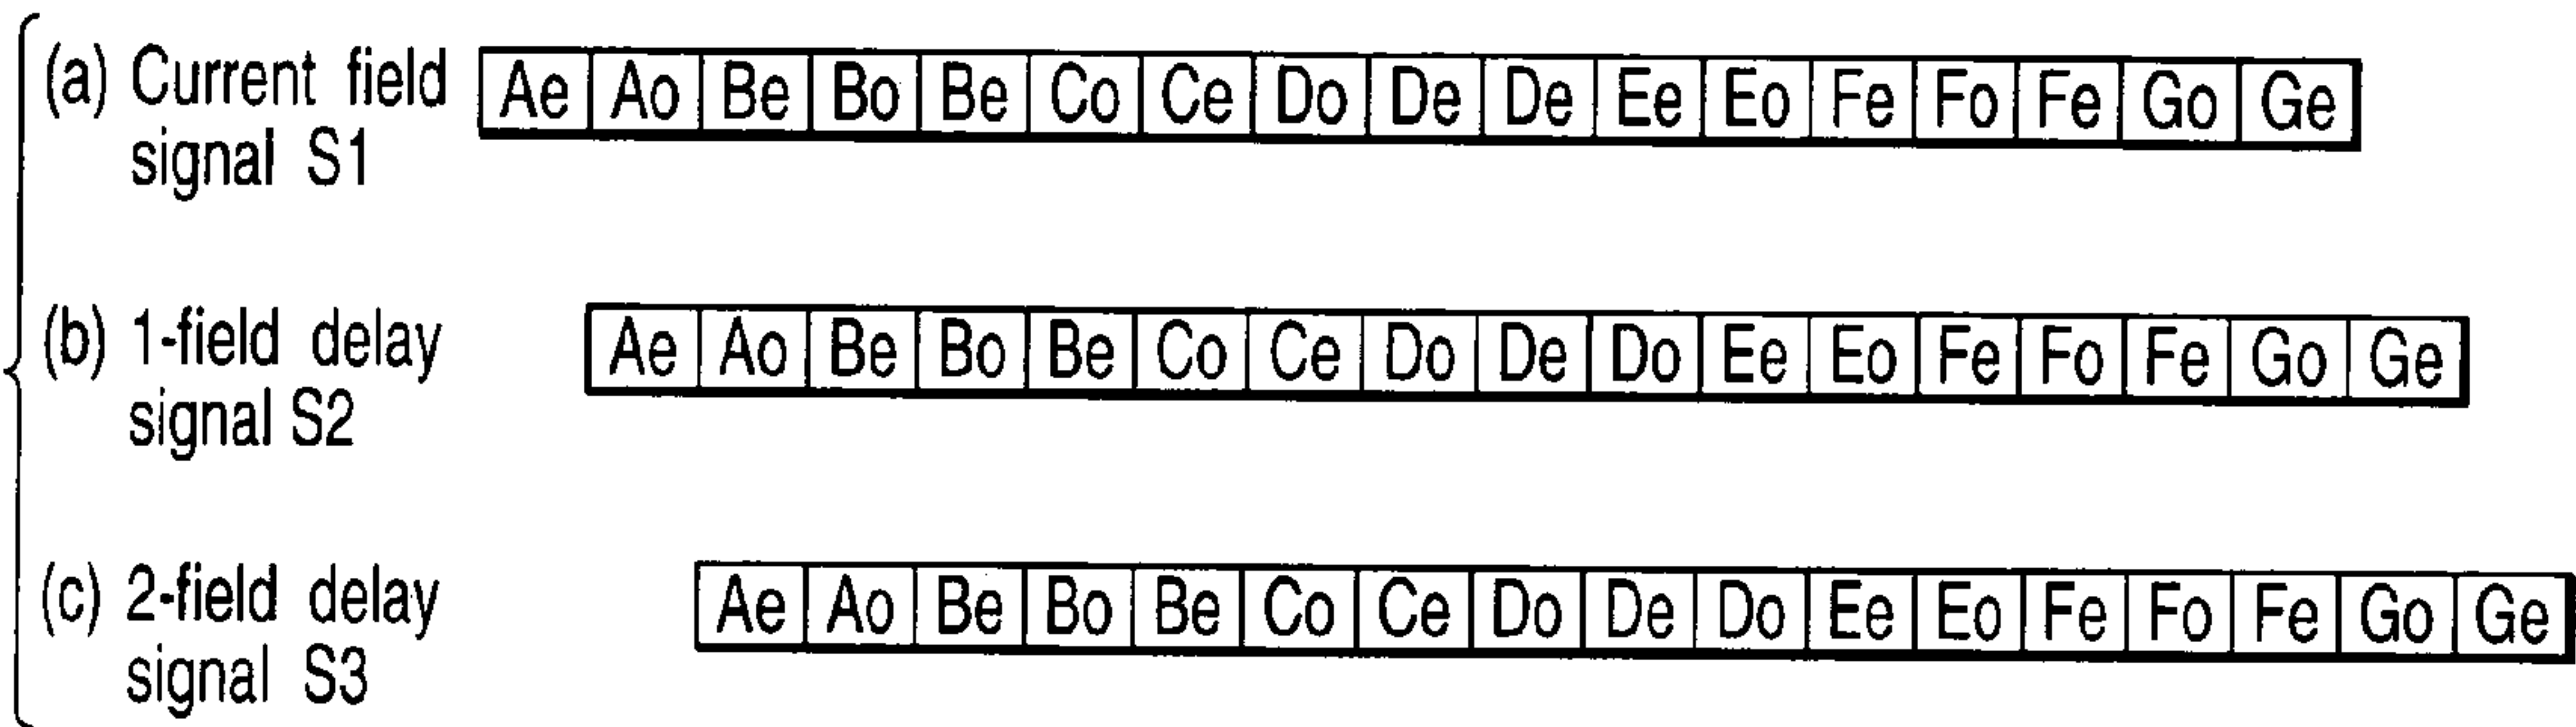 (a) Current field Ae Ao Be Bo Be Co Ce Do De De Ee Eo Fe Fo Fe Go Ge
signal S1
(b) 1-field delay Ae Ao Be Bo Be Co Ce Do De Do Ee Eo Fe Fo Fe Go Ge
signal S2
(c) 2-field delay Ae Ao Be Bo Be Co Ce Do De Do Ee Eo Fe Fo Fe Go Ge
signal S3